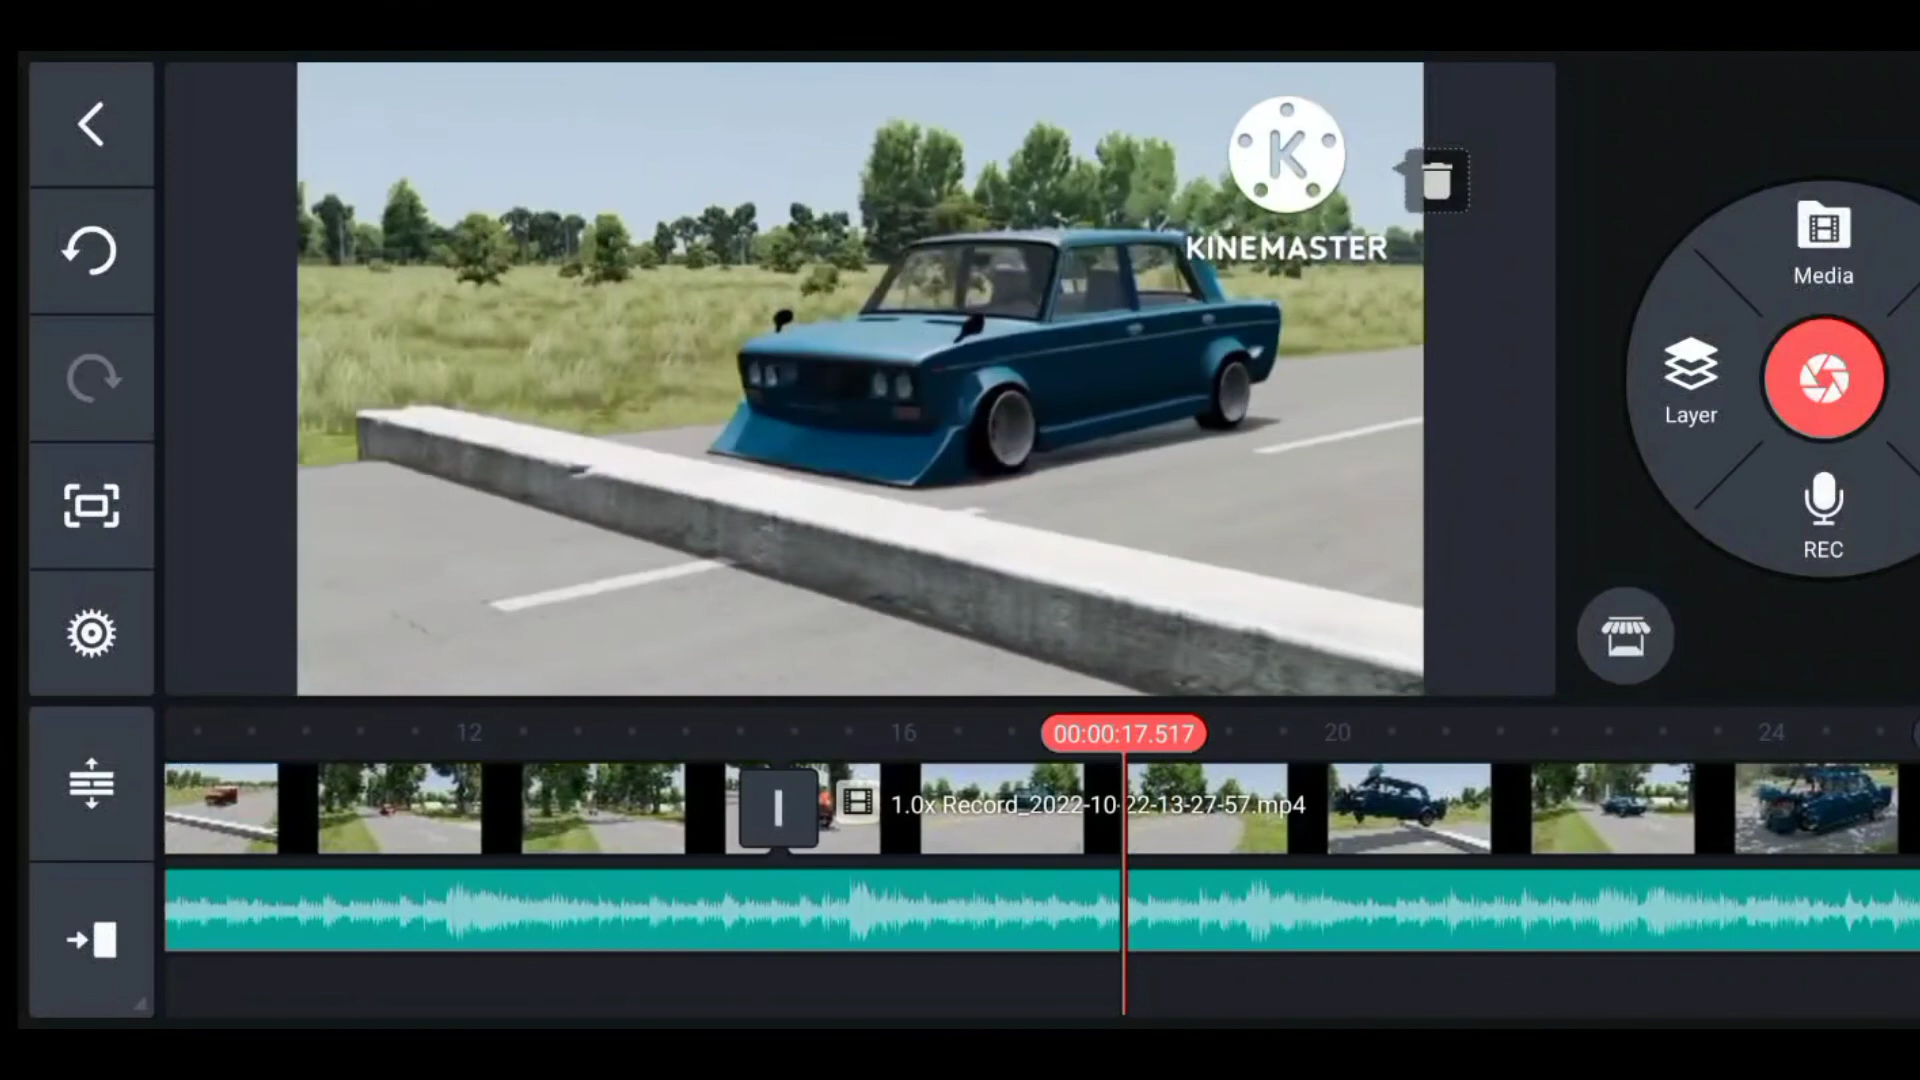 K
KINEMASTER
Media
Layer
REC
12
16
00:00:17.517
20
24
1.0x Record_2022-10-22-13-27-57.mp4